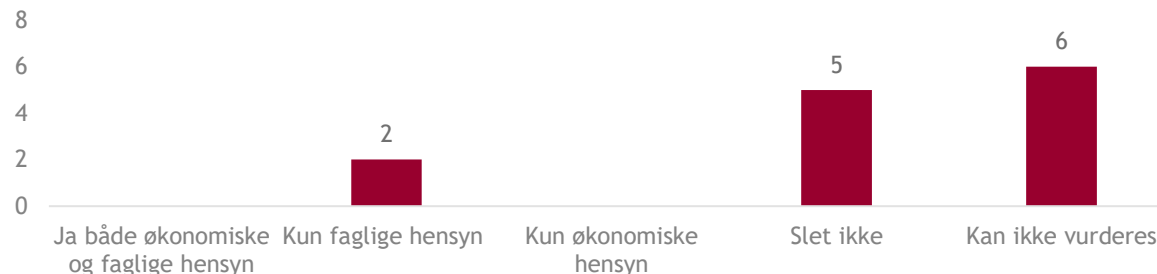 8
6
4
2
0
2
5
6
Ja både økonomiske
og faglige hensyn
Kun faglige hensyn
Kun økonomiske
hensyn
Slet ikke
Kan ikke vurderes